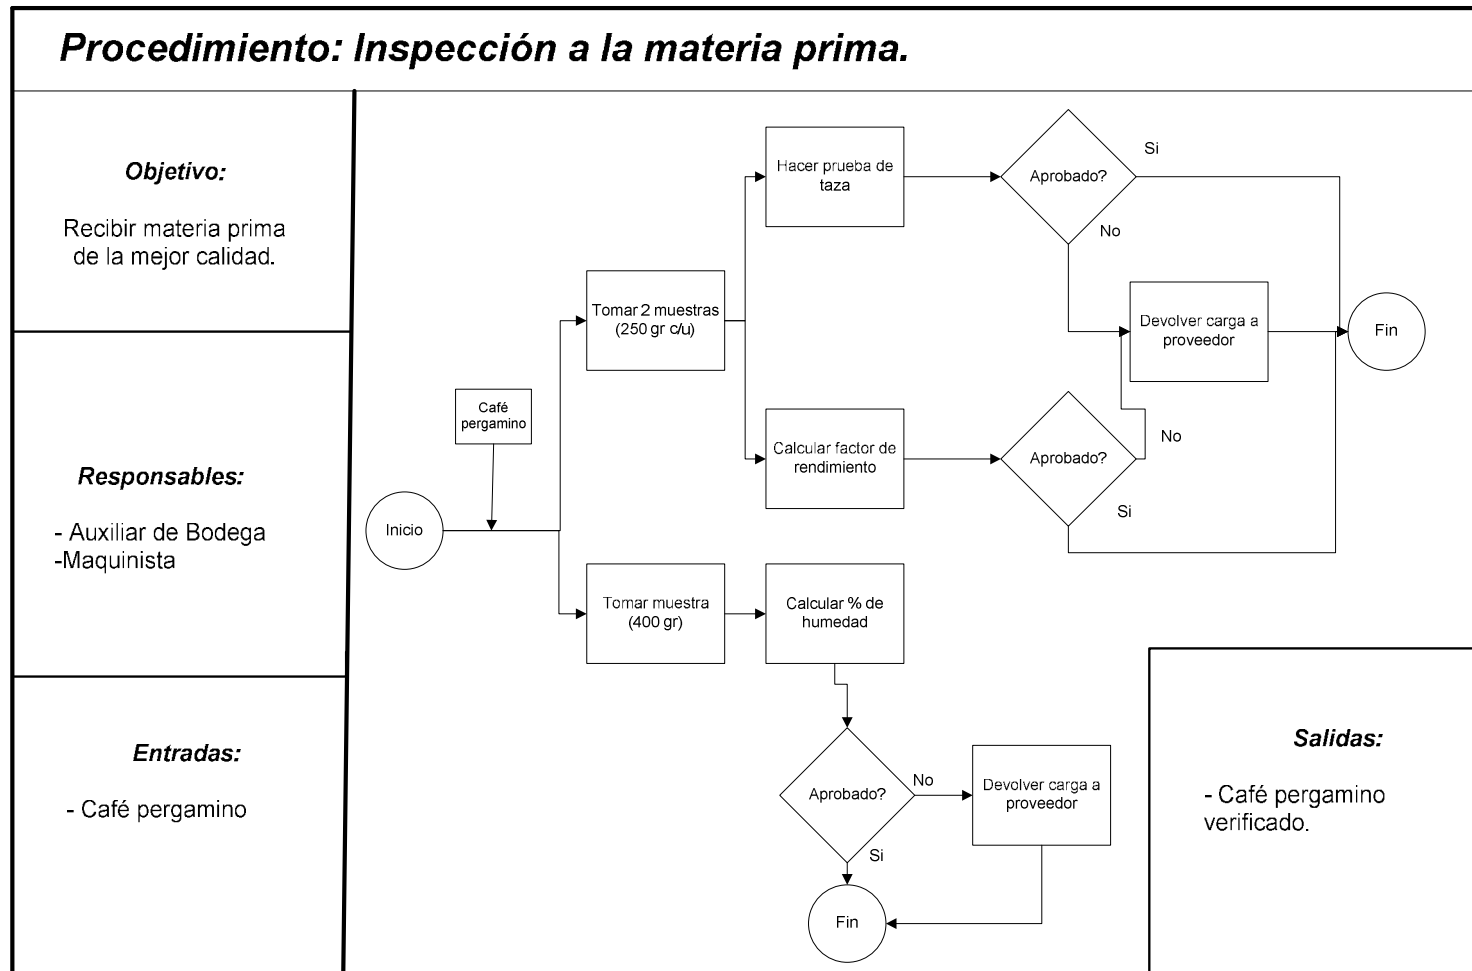 Procedimiento: Inspección a la materia prima.
Objetivo:
Recibir materia prima
de la mejor calidad.
Responsables:
- Auxiliar de Bodega
-Maquinista
Entradas:
- Café pergamino
Inicio
Café
pergamino
Tomar 2 muestras
(250 gr c/u)
Hacer prueba de
taza
Aprobado?
Si
No
Devolver carga a
proveedor
Fin
Calcular factor de
rendimiento
Aprobado?
No
Si
Tomar muestra
(400 gr)
Calcular % de
humedad
Aprobado?
No
Devolver carga a
proveedor
Si
Fin
Salidas:
- Café pergamino
verificado.